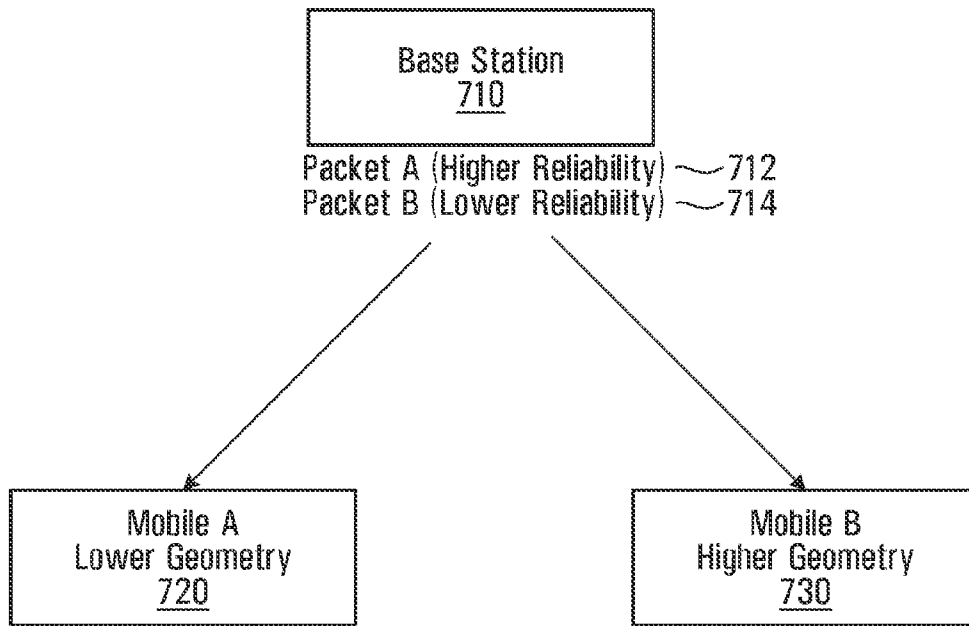 Base Station
710
Packet A (Higher Reliability) 712
Packet B (Lower Reliability) 714
Mobile A
Lower Geometry
720
Mobile B
Higher Geometry
730